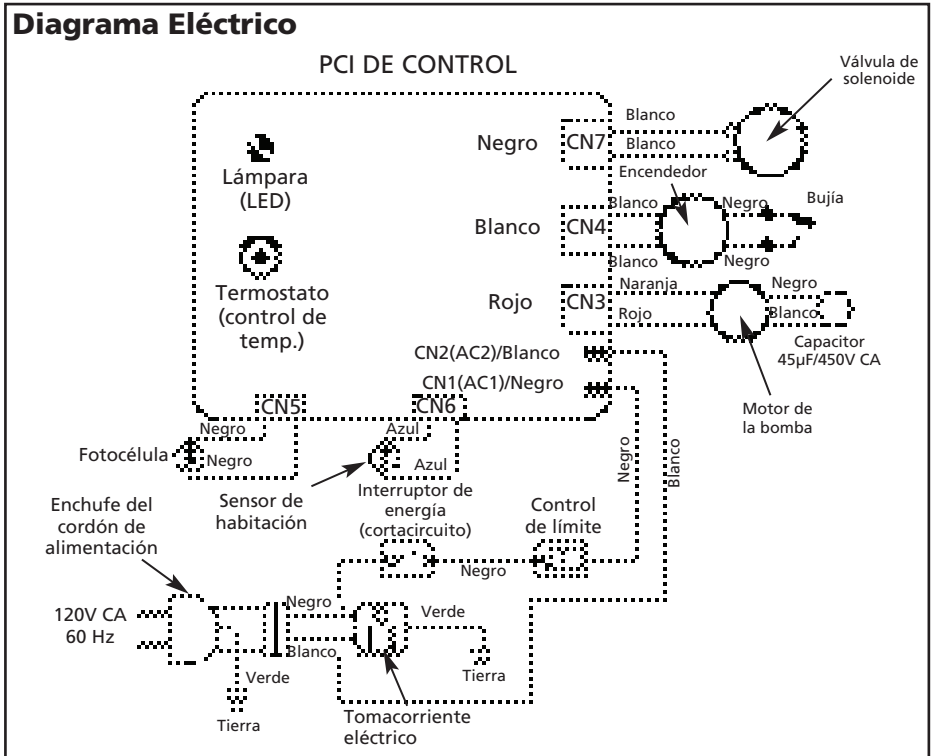 Diagrama Eléctrico
PCI DE CONTROL
Válvula de
solenoide
Lámpara
(LED)
Termostato
(control de
temp.)
Negro
CN7
Blanco
Blanco
Encendedor
Blanco
CN4
Blanco
Blanco
Negro
Negro
Bujía
Rojo
CN3
Naranja
Rojo
Negro
Blanco
Capacitor
45µF/450V CA
Motor de
la bomba
CN2(AC2)/Blanco
CN1(AC1)/Negro
Negro
Blanco
CN5
Negro
Negro
Fotocélula
CN6
Azul
Azul
Sensor de
habitación
Interruptor de
energía
(cortacircuito)
Control
de límite
Negro
Enchufe del
cordón de
alimentación
120V CA
60 Hz
Negro
Blanco
Verde
Tierra
Verde
Tierra
Tomacorriente
eléctrico